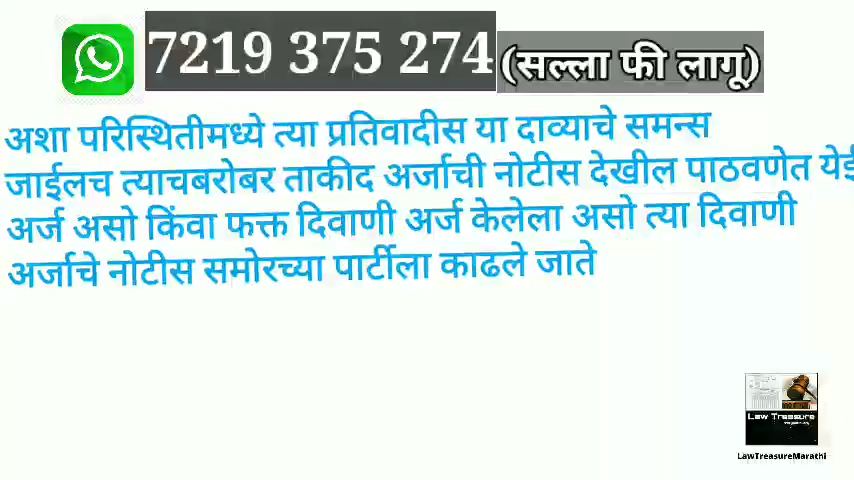 7219 375 274 (सल्ला फी लागू)
अशा परिस्थितीमध्ये त्या प्रतिवादीस या दाव्याचे समन्स
जाईलच त्याचबरोबर ताकीद अर्जाची नोटीस देखील पाठवणेत येई
अर्ज असो किंवा फक्त दिवाणी अर्ज केलेला असो त्या दिवाणी
अर्जाचे नोटीस समोरच्या पार्टीला काढले जाते
Law Treasure
LawTreasureMarathi